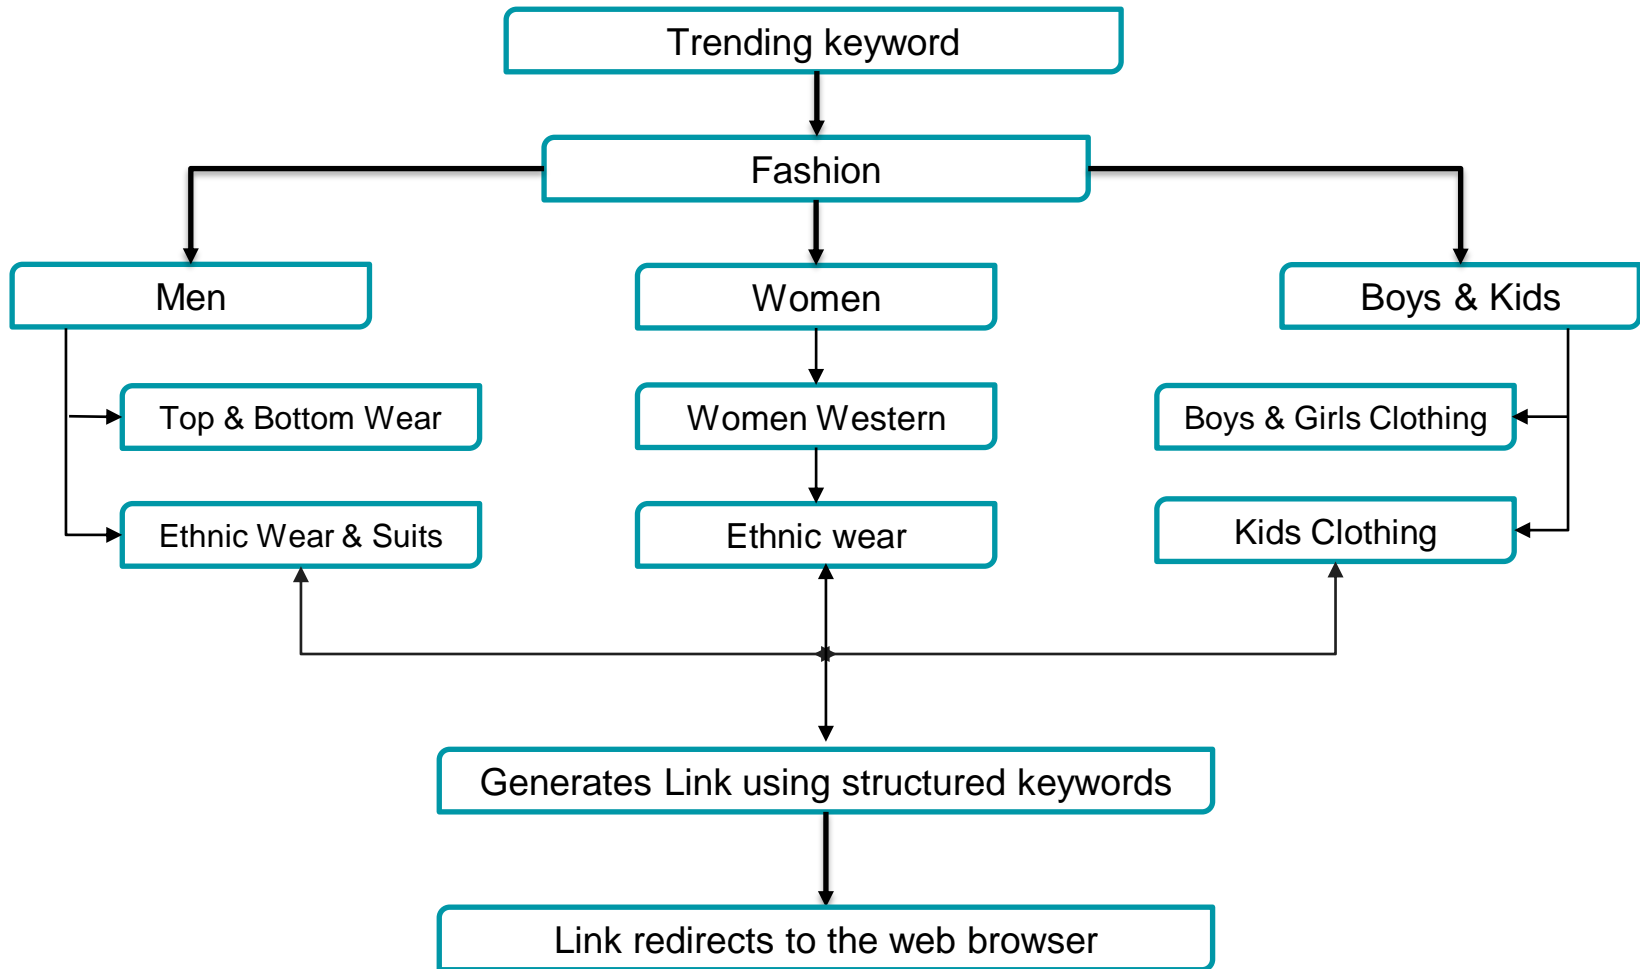 Trending keyword
Fashion
Men
Women
Boys & Kids
Top & Bottom Wear
Women Western
Boys & Girls Clothing
Ethnic Wear & Suits
Ethnic wear
Kids Clothing
Generates Link using structured keywords
Link redirects to the web browser